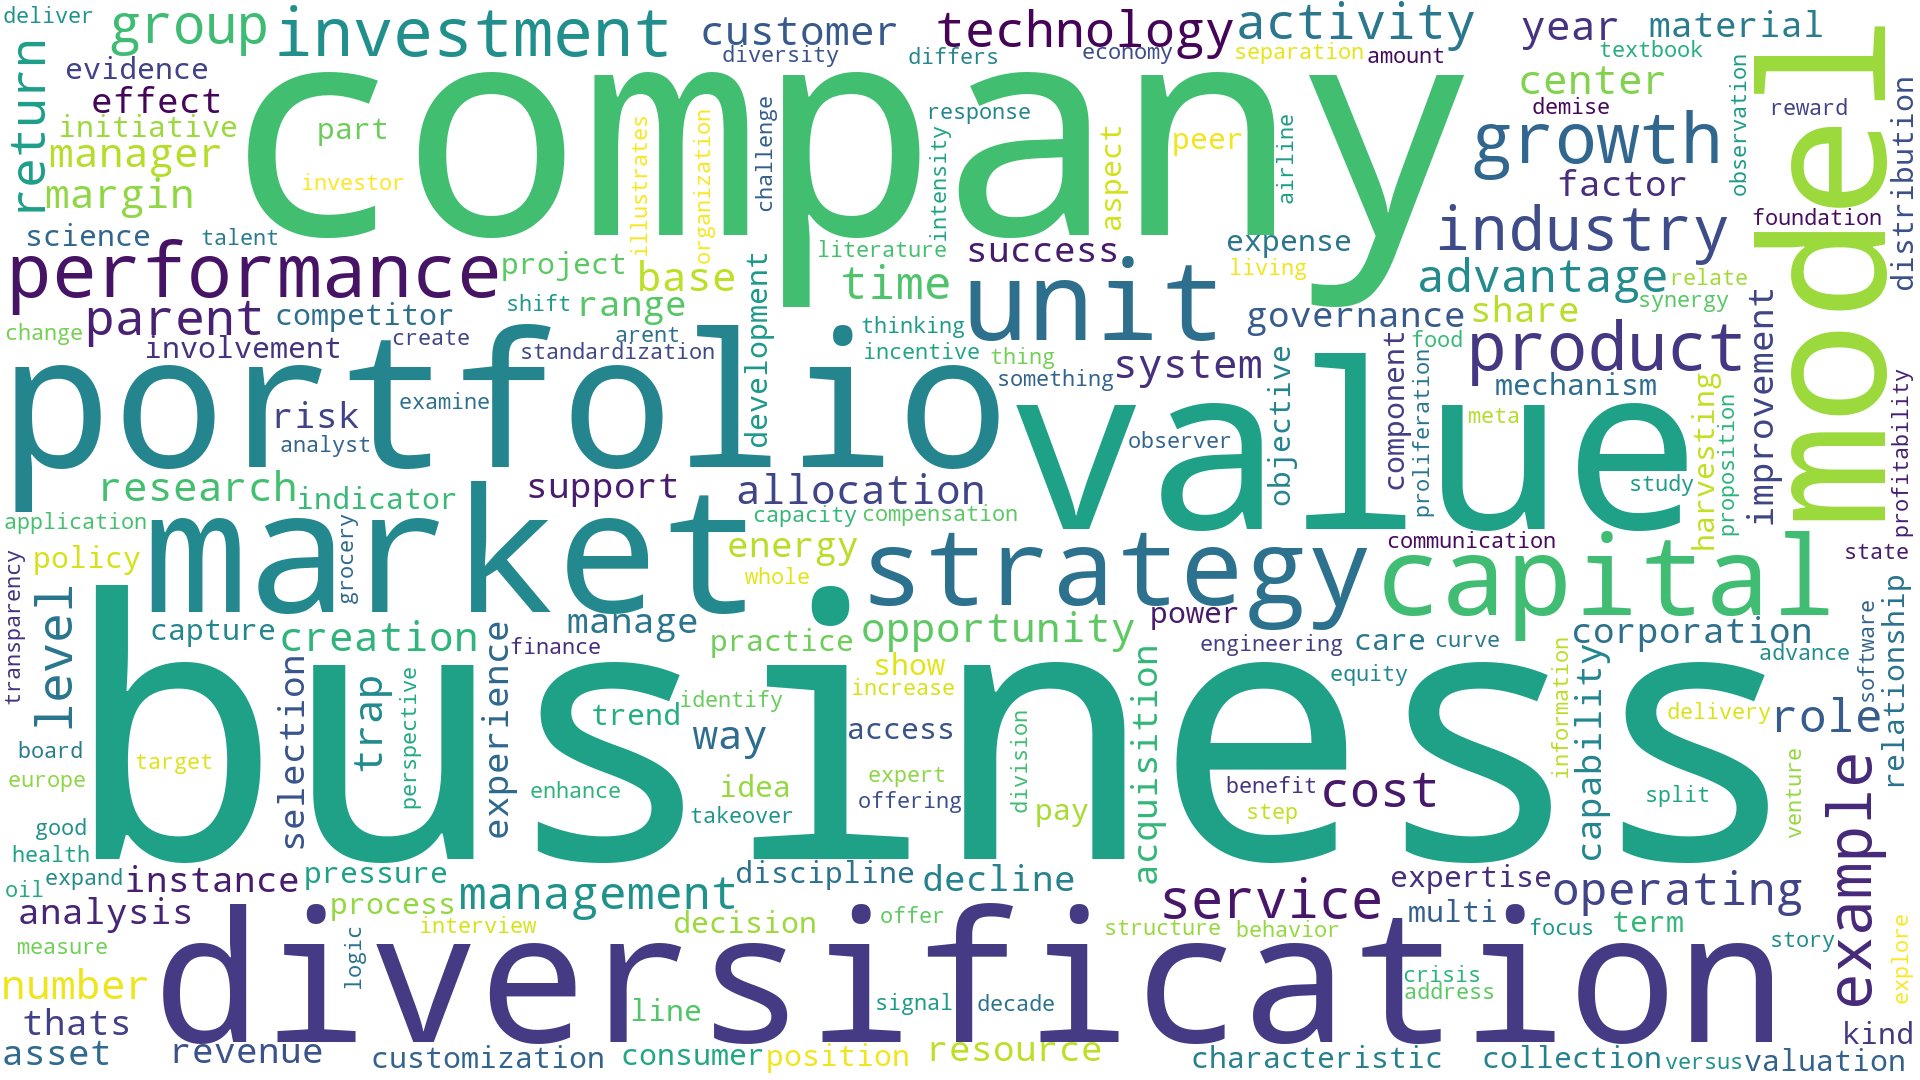 deliver
group
investment
customer
technology
activity
year
material
model
return
evidence
diversity
differs
economy
separation
amount
textbook
company
effect
center
initiative
part
response
demise
reward
observation
distribution
manager
illustrates
organization
challenge
intensity
aspect
peer
airline
growth
margin
investor
factor
foundation
science
talent
literature
success
expense
industry
performance
project
base
development
time
unit
living
advantage
relate
synergy
shift
range
governance
share
improvement
parent
competitor
change
involvement
create
standardization
arent
thinking
incentive
thing
something
system
objective
component
food
proliferation
product
mechanism
portfolio
value
risk
examine
analyst
observer
meta
harvesting
proposition
profitability
research
indicator
support
allocation
study
application
market
grocery
capacity
compensation
strategy
communication
capital
state
policy
energy
whole
transparency
level
capture
creation
manage
finance
practice
opportunity
power
engineering
care
curve
corporation
advance
software
relationship
business
selection
trap
perspective
experience
trend
identify
show
increase
acquisition
equity
information
capability
delivery
role
board
europe
target
way
access
enhance
idea
expert
offering
takeover
division
pay
benefit
step
cost
split
venture
example
good
health
oil
expand
instance
pressure
management
discipline
decline
service
expertise
operating
analysis
process
interview
decision
offer
structure
behavior
multi
focus
term
story
explore
measure
logic
diversification
number
signal
decade
crisis
address
thats
line
kind
asset
revenue
customization
consumer
position
resource
characteristic
collection
versus
valuation